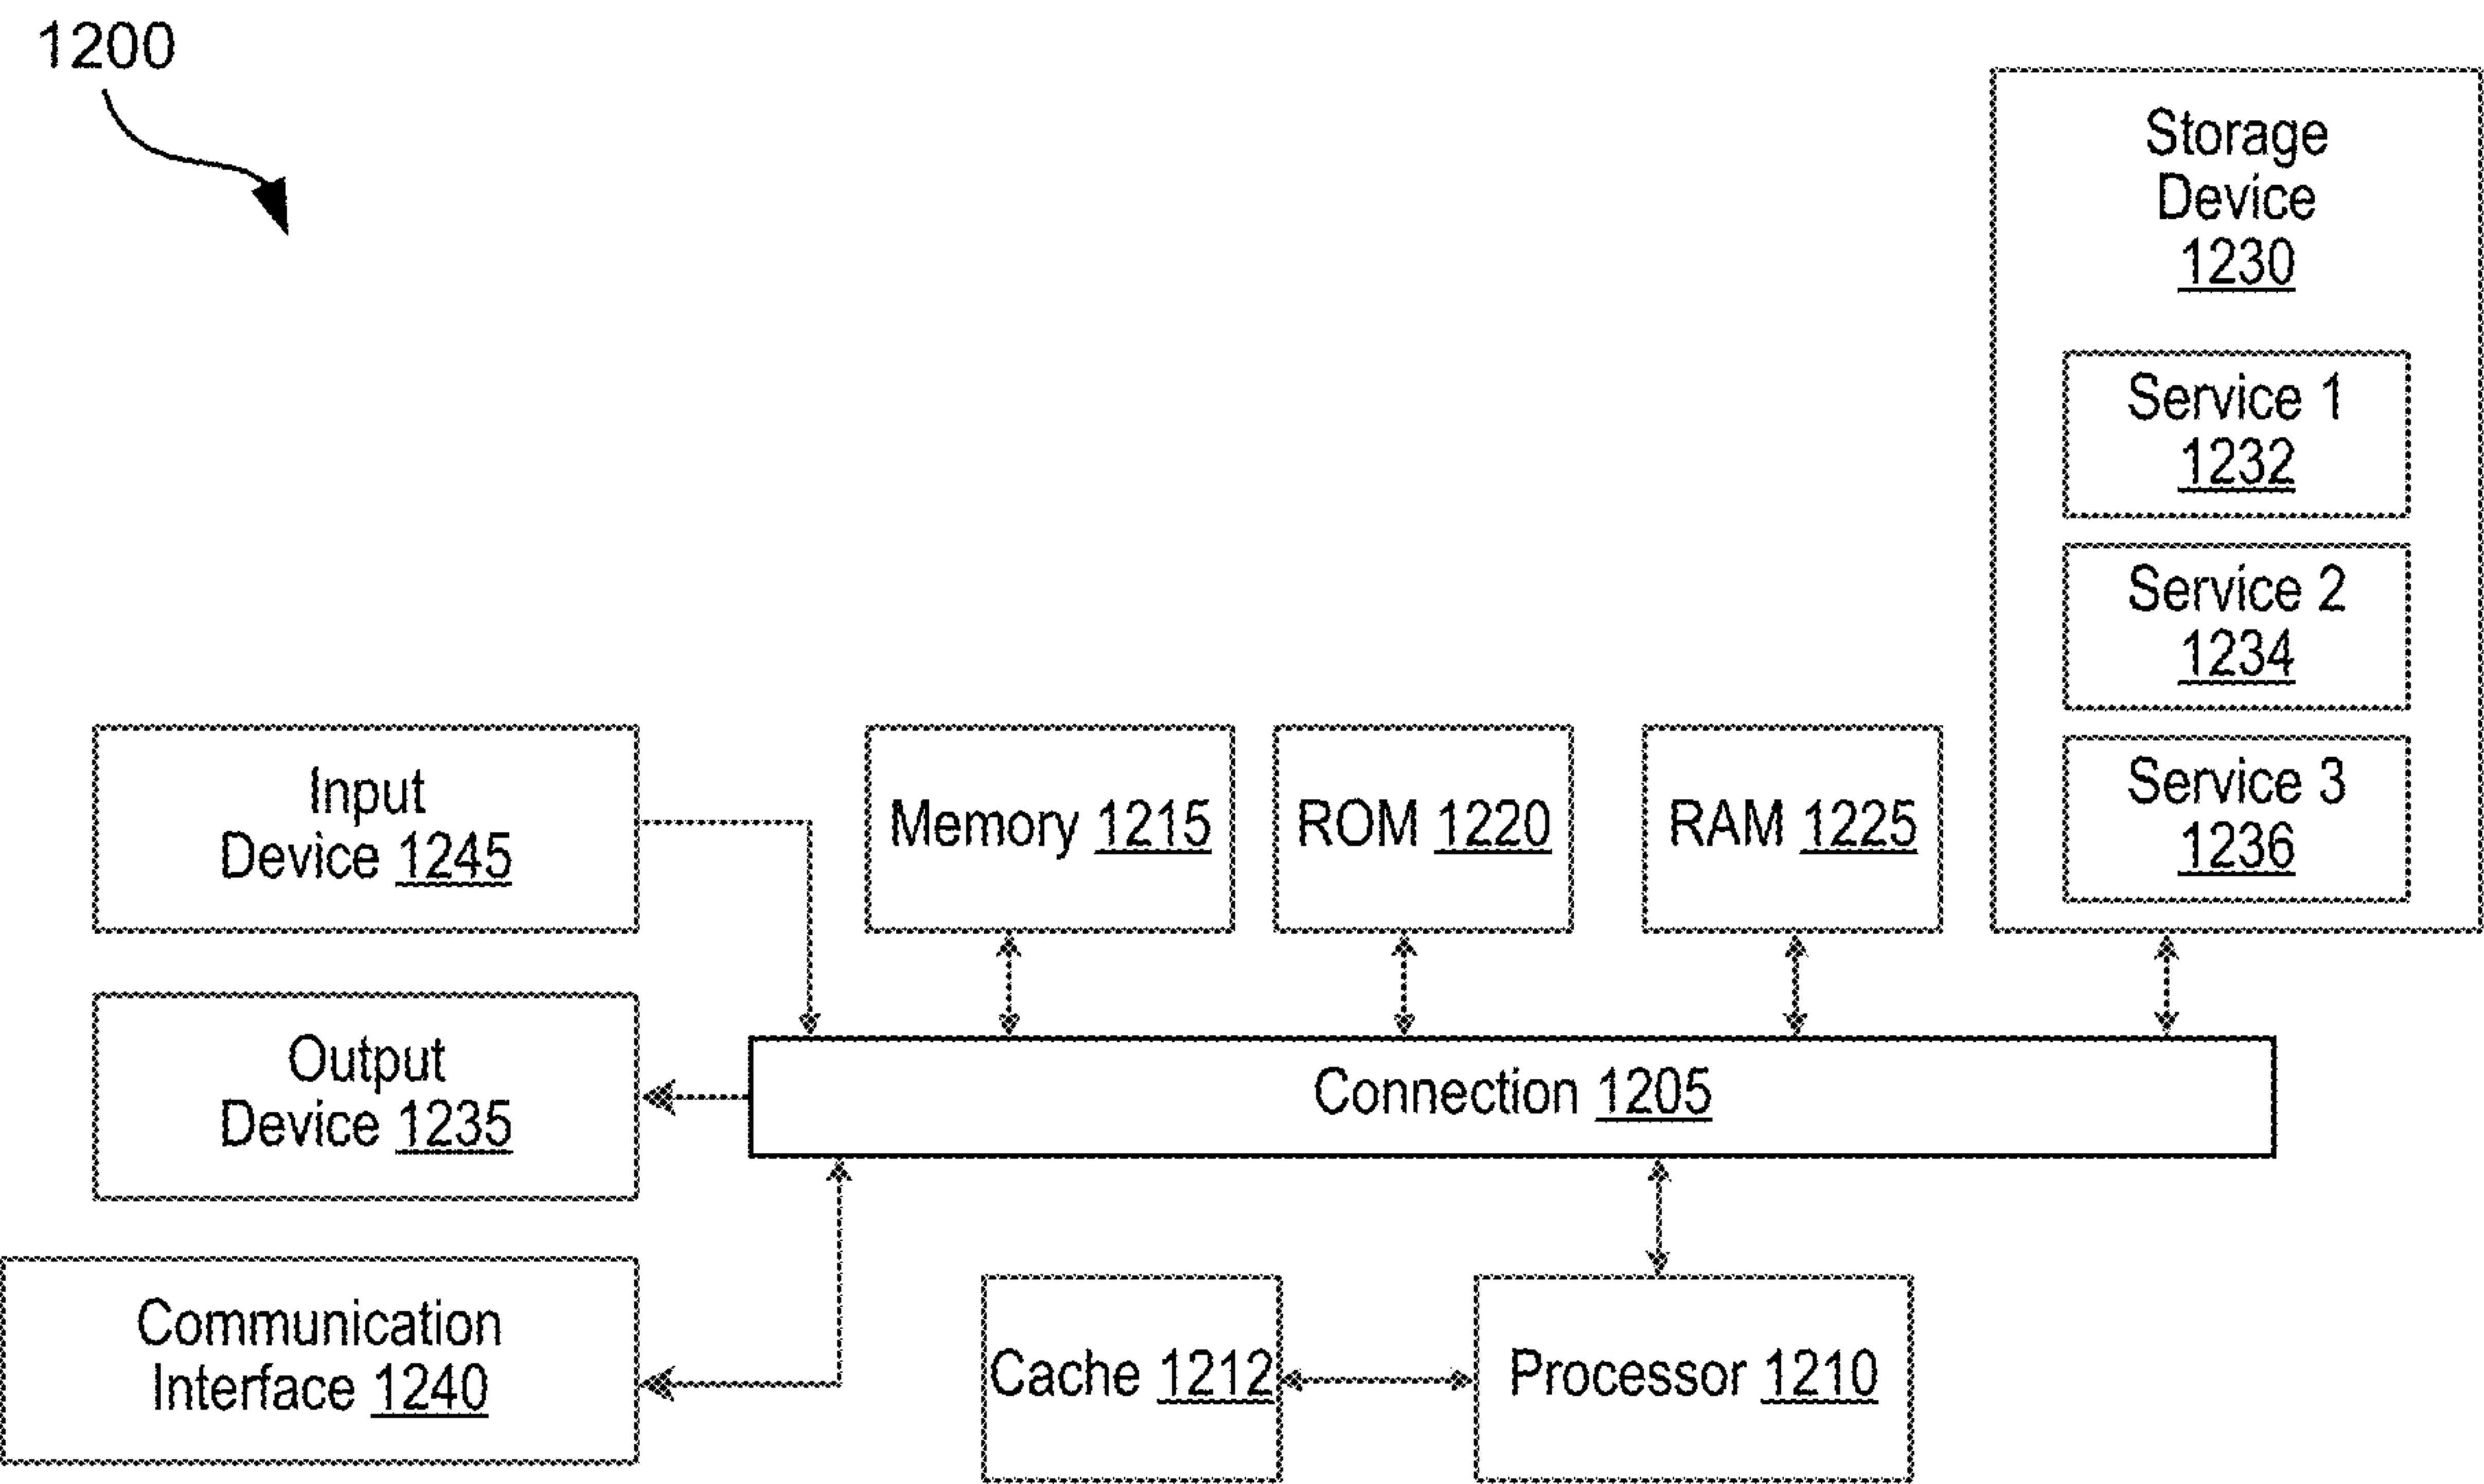 1200
Storage
Device
1230
Service 1
1232
Service 2
1234
Service 3
1236
Input
Device 1245
Memory 1215
ROM 1220
RAM 1225
Output
Device 1235
Connection 1205
Communication
Interface 1240
Cache 1212
Processor 1210